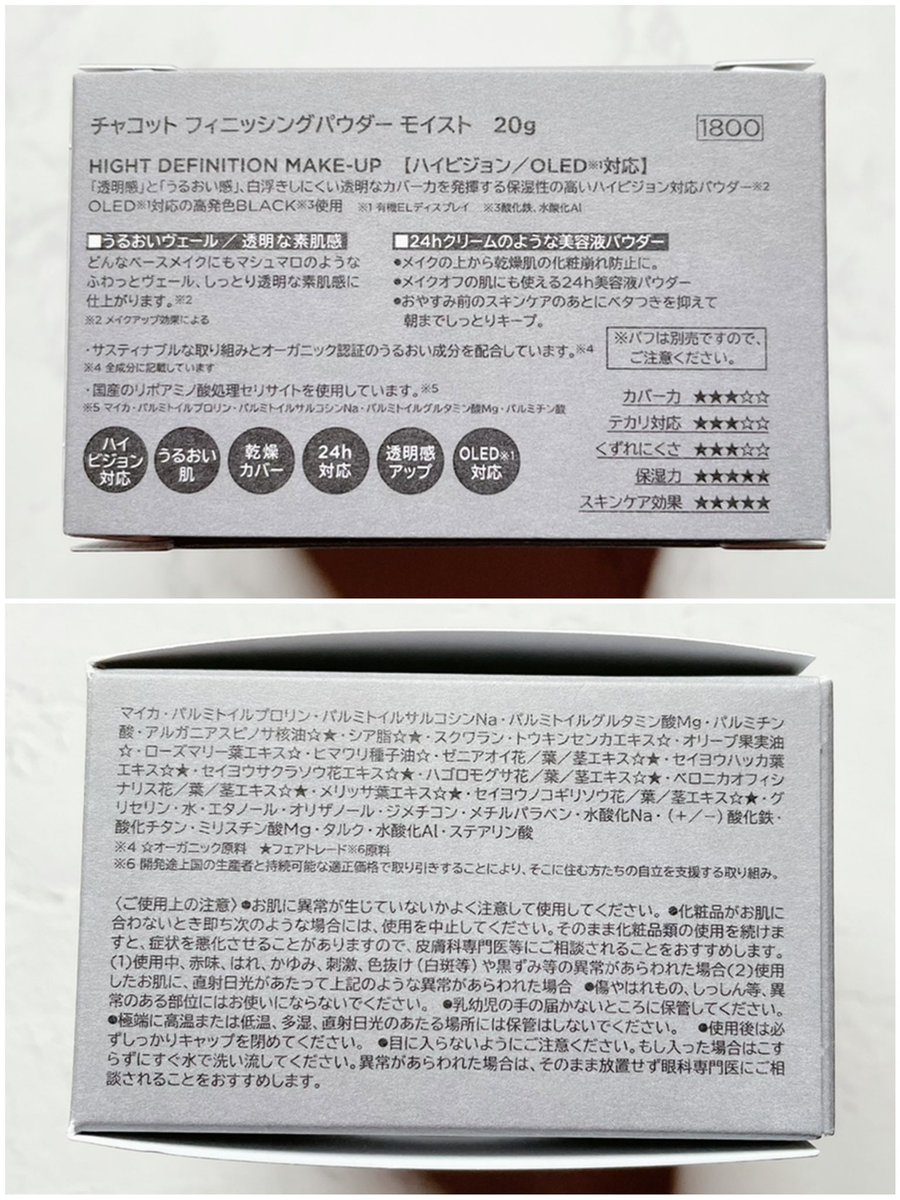 チャコット フィニッシングパウダー モイスト 20g
1800
HIGHT DEFINITION MAKE-UP 【ハイビジョン／OLED※1対応】
「透明感」と「うるおい感」、白浮きしにくい透明なカバー力を発揮する保湿性の高いハイビジョン対応パウダー※2
OLED※1対応の高発色BLACK※3使用 ※1 有機ELディスプレイ ※3酸化鉄、水酸化Al
■うるおいヴェール／透明な素肌感
どんなベースメイクにもマシュマロのような
ふわっとヴェール、しっとり透明な素肌感に
仕上がります。※2
※2 メイクアップ効果による
■24hクリームのような美容液パウダー
●メイクの上から乾燥肌の化粧崩れ防止に。
●メイクオフの肌にも使える24h美容液パウダー
●おやすみ前のスキンケアのあとにベタつきを抑えて
朝までしっとりキープ。
・サスティナブルな取り組みとオーガニック認証のうるおい成分を配合しています。※4
※4 全成分に記載しています
・国産のリポアミノ酸処理セリサイトを使用しています。※5
※5 マイカ・パルミトイルプロリン・パルミトイルサルコシンNa・パルミトイルグルタミン酸Mg・パルミチン酸
※パフは別売ですので、
ご注意ください。
カバー力 ★★★☆☆
テカリ対応 ★★★☆☆
くずれにくさ ★★★☆☆
保湿力 ★★★★★
スキンケア効果 ★★★★★
ハイ
ビジョン
対応
うるおい
肌
乾燥
カバー
24h
対応
透明感
アップ
OLED※1
対応
マイカ・パルミトイルプロリン・パルミトイルサルコシンNa・パルミトイルグルタミン酸Mg・パルミチン
酸・アルガニアスピノサ核油☆★・シア脂☆★・スクワラン・トウキンセンカエキス☆・オリーブ果実油
☆・ローズマリー葉エキス☆・ヒマワリ種子油☆・ゼニアオイ花／葉／茎エキス☆★・セイヨウハッカ葉
エキス☆★・セイヨウサクラソウ花エキス☆★・ハゴロモグサ花／葉／茎エキス☆★・ベロニカオフィシ
ナリス花／葉／茎エキス☆★・メリッサ葉エキス☆★・セイヨウノコギリソウ花／葉／茎エキス☆★・グ
リセリン・水・エタノール・オリザノール・ジメチコン・メチルパラベン・水酸化Na・（＋/－）酸化鉄・
酸化チタン・ミリスチン酸Mg・タルク・水酸化Al・ステアリン酸
※4 ☆オーガニック原料 ★フェアトレード※6原料
※6 開発途上国の生産者と持続可能な適正価格で取り引きすることにより、そこに住む方たちの自立を支援する取り組み。
〈ご使用上の注意〉●お肌に異常が生じていないかよく注意して使用してください。 ●化粧品がお肌に
合わないとき即ち次のような場合には、使用を中止してください。そのまま化粧品類の使用を続けま
すと、症状を悪化させることがありますので、皮膚科専門医等にご相談されることをおすすめします。
(1)使用中、赤味、はれ、かゆみ、刺激、色抜け（白斑等）や黒ずみ等の異常があらわれた場合(2)使用
したお肌に、直射日光があたって上記のような異常があらわれた場合 ●傷やはれもの、しっしん等、異
常のある部位にはお使いにならないでください。 ●乳幼児の手の届かないところに保管してください。
●極端に高温または低温、多湿、直射日光のあたる場所には保管はしないでください。 ●使用後は必
ずしっかりキャップを閉めてください。 ●目に入らないようにご注意ください。もし入った場合はこす
らずにすぐ水で洗い流してください。異常があらわれた場合は、そのまま放置せず眼科専門医にご相
談されることをおすすめします。